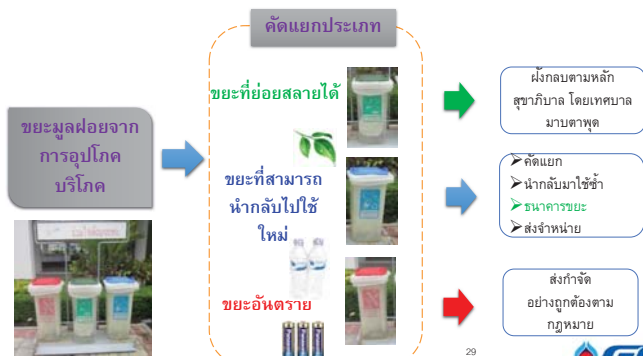 คัดแยกประเภท
ขยะมูลฝอยจาก
การอุปโภค
บริโภค
ขยะที่ย่อยสลายได้
ขยะที่สามารถ
นำกลับไปใช้
ใหม่
ขยะอันตราย
ฝังกลบตามหลัก
สุขาภิบาล โดยเทศบาล
มาบตาพุด
➢คัดแยก
➢นำกลับมาใช้ซ้ำ
➢ธนาคารขยะ
➢ส่งจำหน่าย
ส่งกำจัด
อย่างถูกต้องตาม
กฎหมาย
29